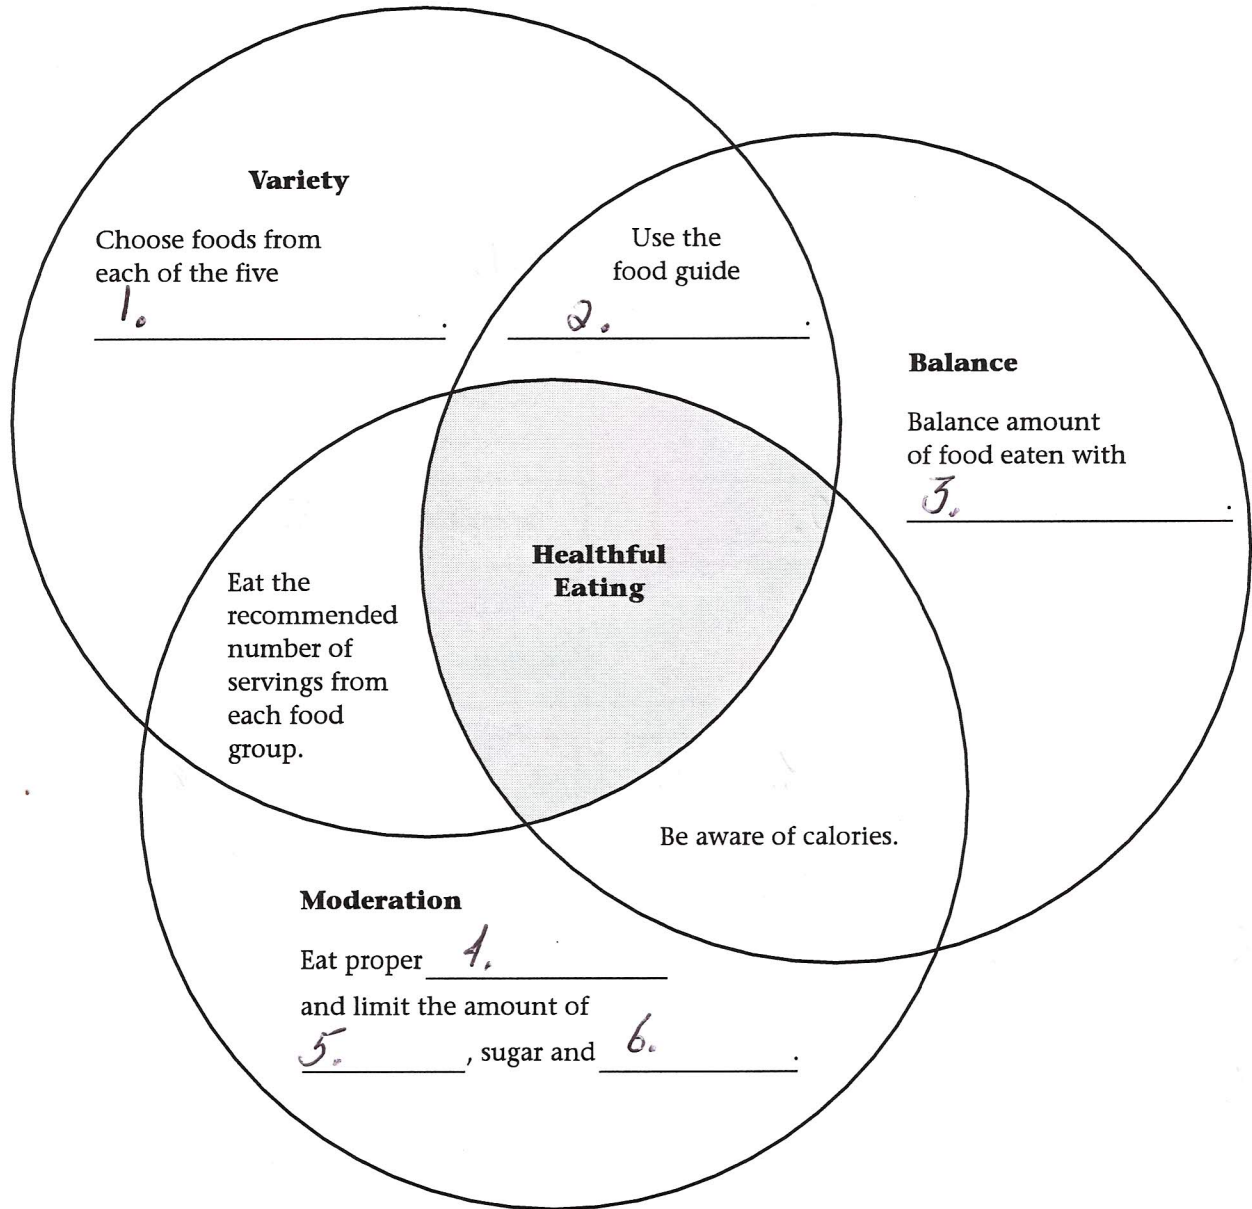 Variety
Choose foods from
each of the five
1. .
Use the
food guide
2. .
Balance
Balance amount
of food eaten with
3. .
Healthful
Eating
Eat the
recommended
number of
servings from
each food
group.
Be aware of calories.
Moderation
Eat proper 4.
and limit the amount of
5. , sugar and 6. .